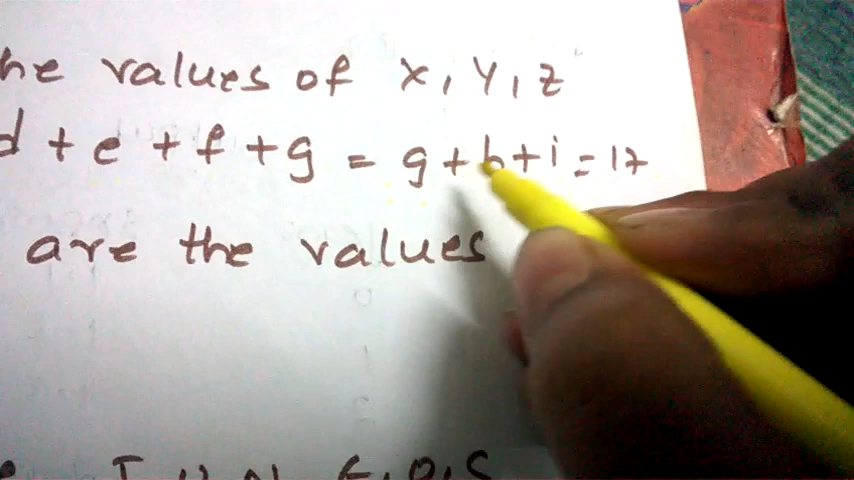 he values of x, y, z
d + e + f + g = g + h + i = 17
are the values
I U N F, O, S